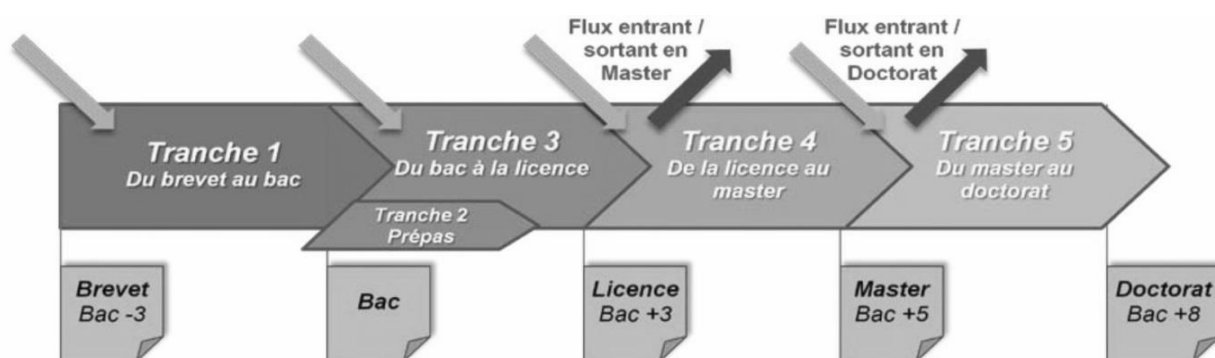 Flux entrant /
sortant en
Master
Flux entrant /
sortant en
Doctorat
Tranche 1
Du brevet au bac
Tranche 3
Du bac à la licence
Tranche 4
De la licence au
master
Tranche 5
Du master au
doctorat
Tranche 2
Prépas
Brevet
Bac -3
Bac
Licence
Bac +3
Master
Bac +5
Doctorat
Bac +8